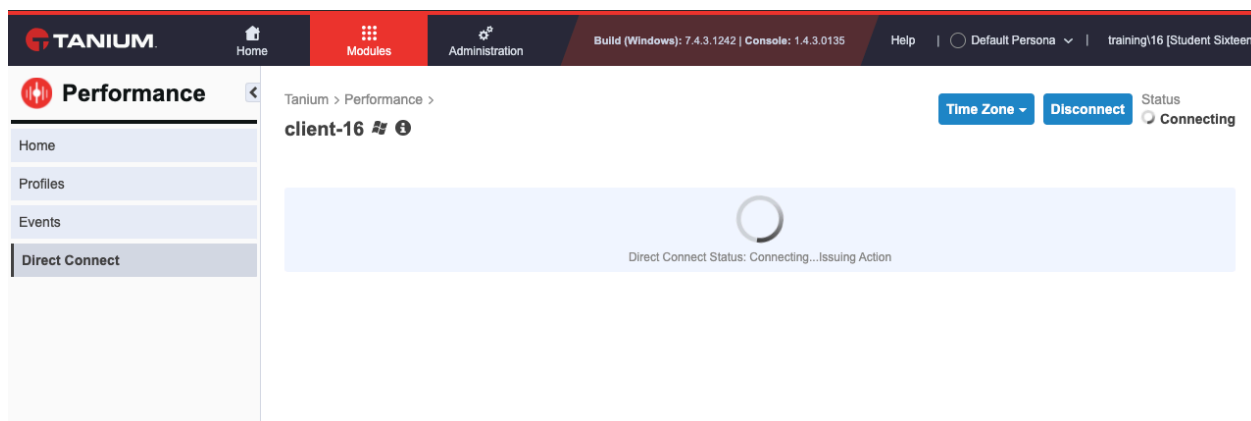 TANIUM.
Home
Modules
Administration
Build (Windows): 7.4.3.1242 | Console: 1.4.3.0135
Help | Default Persona | training\16 [Student Sixteen
Performance
Home
Profiles
Events
Direct Connect
Tanium > Performance >
client-16
Time Zone
Disconnect
Status
Connecting
Direct Connect Status: Connecting...Issuing Action